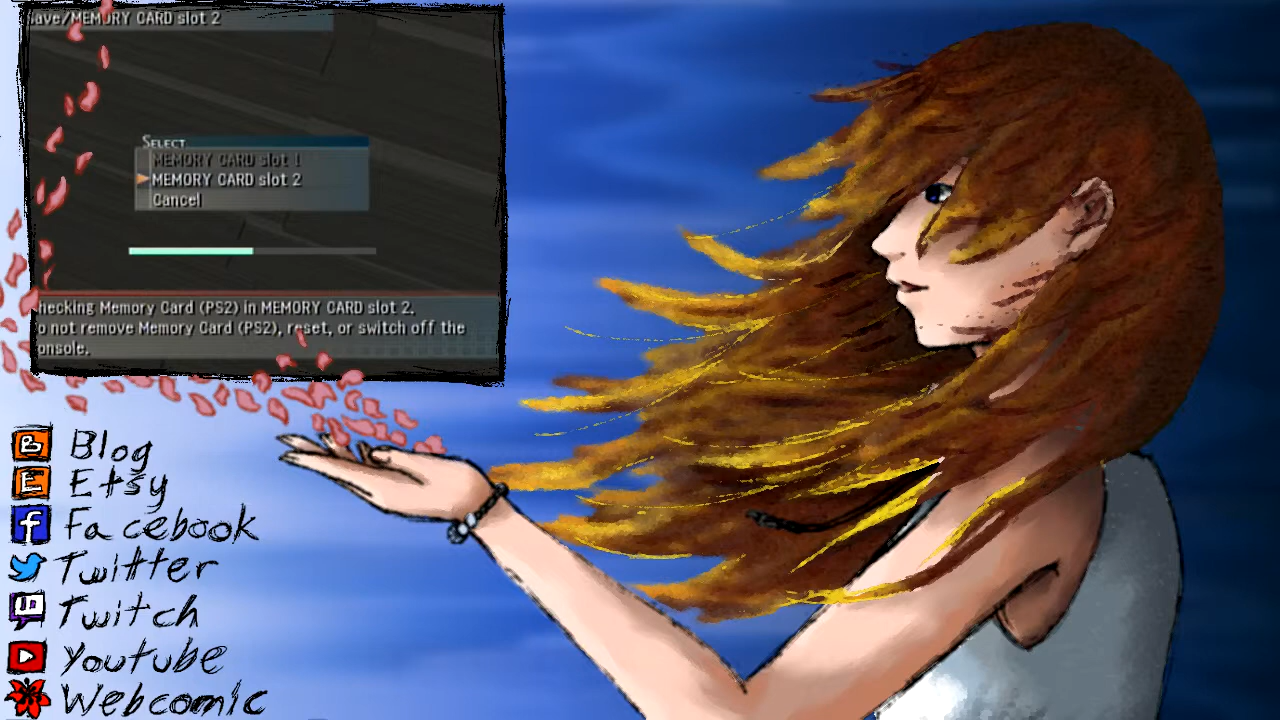 ave/MEMORY CARD slot 2
SELECT
MEMORY CARD slot 1
MEMORY CARD slot 2
Cancel
hecking Memory Card (PS2) in MEMORY CARD slot 2.
o not remove Memory Card (PS2), reset, or switch off the
onsole.
B Blog
E Etsy
f Facebook
Twitter
Twitch
Youtube
Webcomic